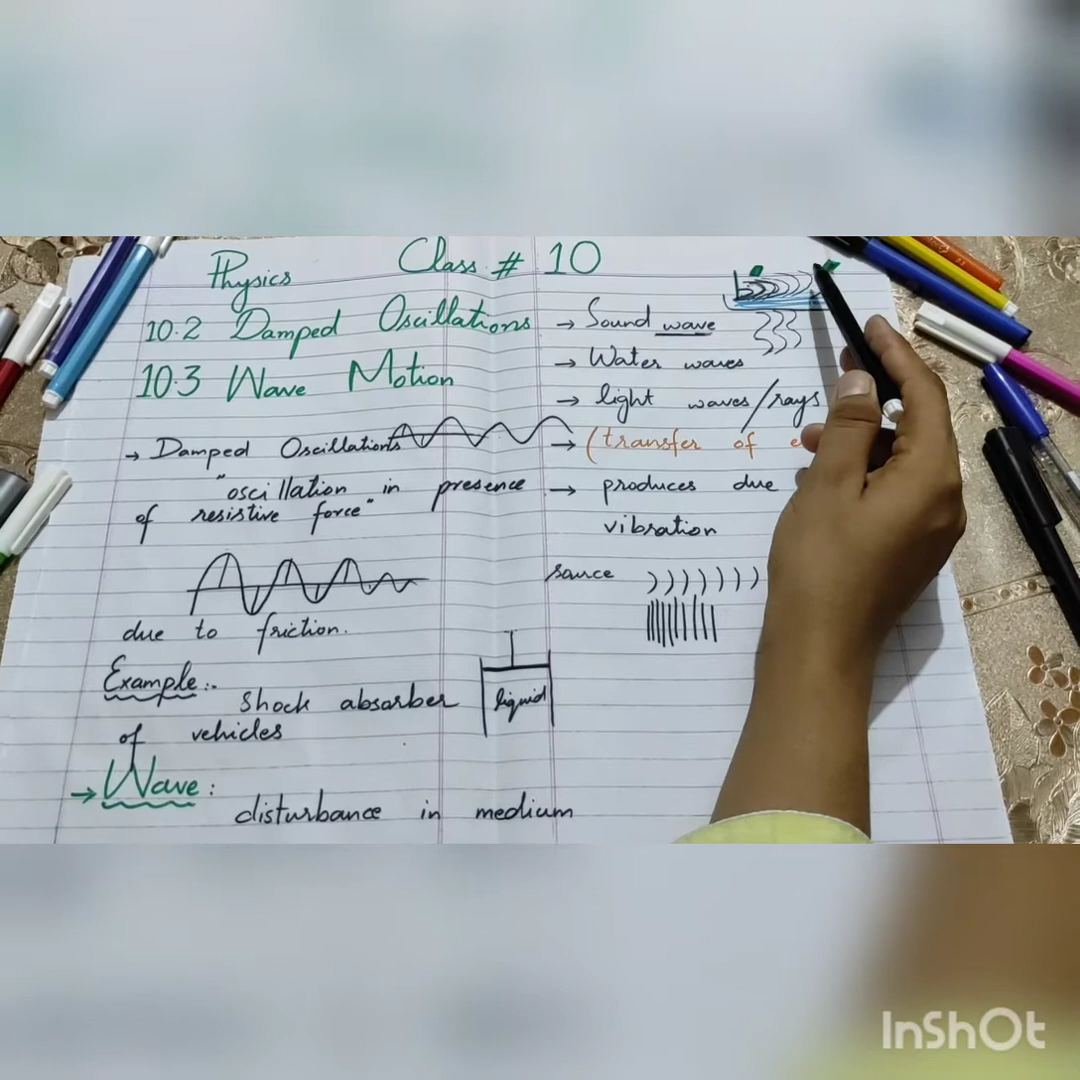 Physics
Class # 10
10.2 Damped Oscillations
10.3 Wave Motion
→ Damped Oscillations
"oscillation in presence
of resistive force"
due to friction.
Example:-
Shock absorber
of vehicles
liquid
→ Wave:
disturbance in medium
→ Sound wave
→ Water waves
→ light waves/rays
→ (transfer of
→ produces due
vibration
source
InShOt